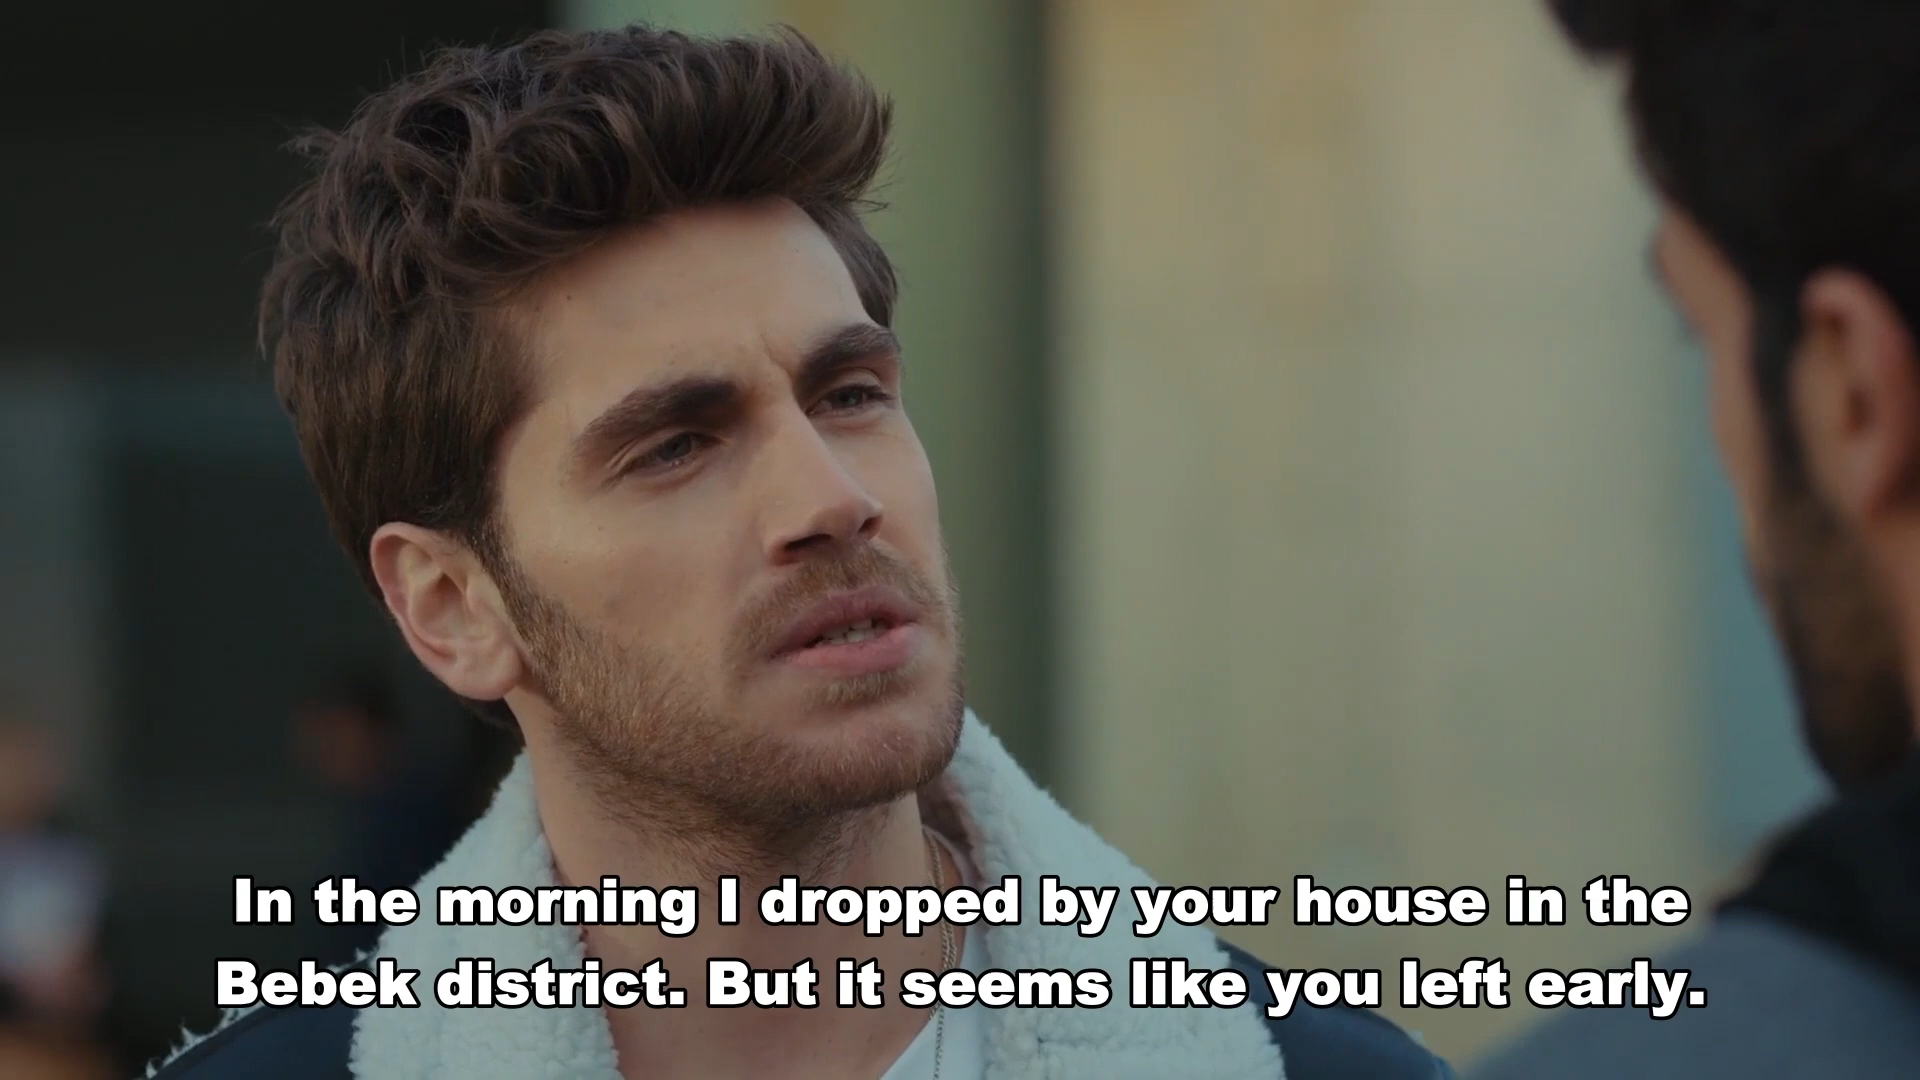 In the morning I dropped by your house in the
Bebek district. But it seems like you left early.